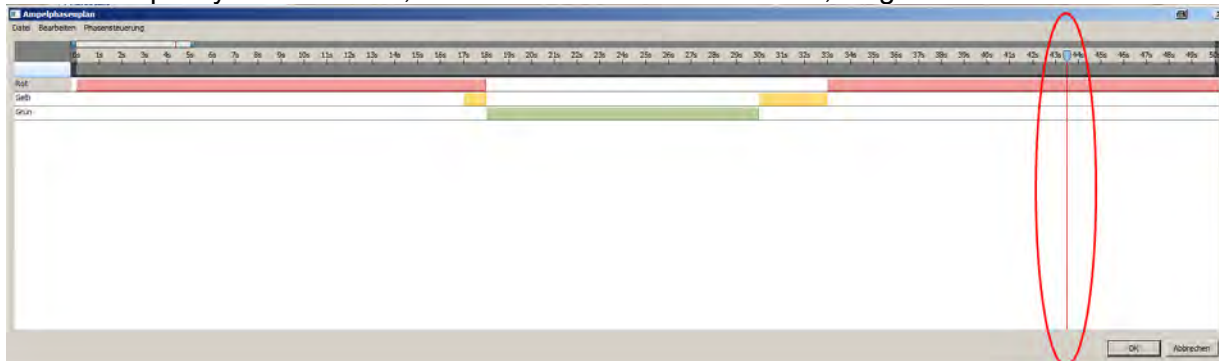 Ampelphasenplan
Datei Bearbeiten Phasensteuerung
0s 1s 2s 3s 4s 5s 6s 7s 8s 9s 10s 11s 12s 13s 14s 15s 16s 17s 18s 19s 20s 21s 22s 23s 24s 25s 26s 27s 28s 29s 30s 31s 32s 33s 34s 35s 36s 37s 38s 39s 40s 41s 42s 43s 44s 45s 46s 47s 48s 49s
Rot
Gelb
Grün
OK Abbrechen